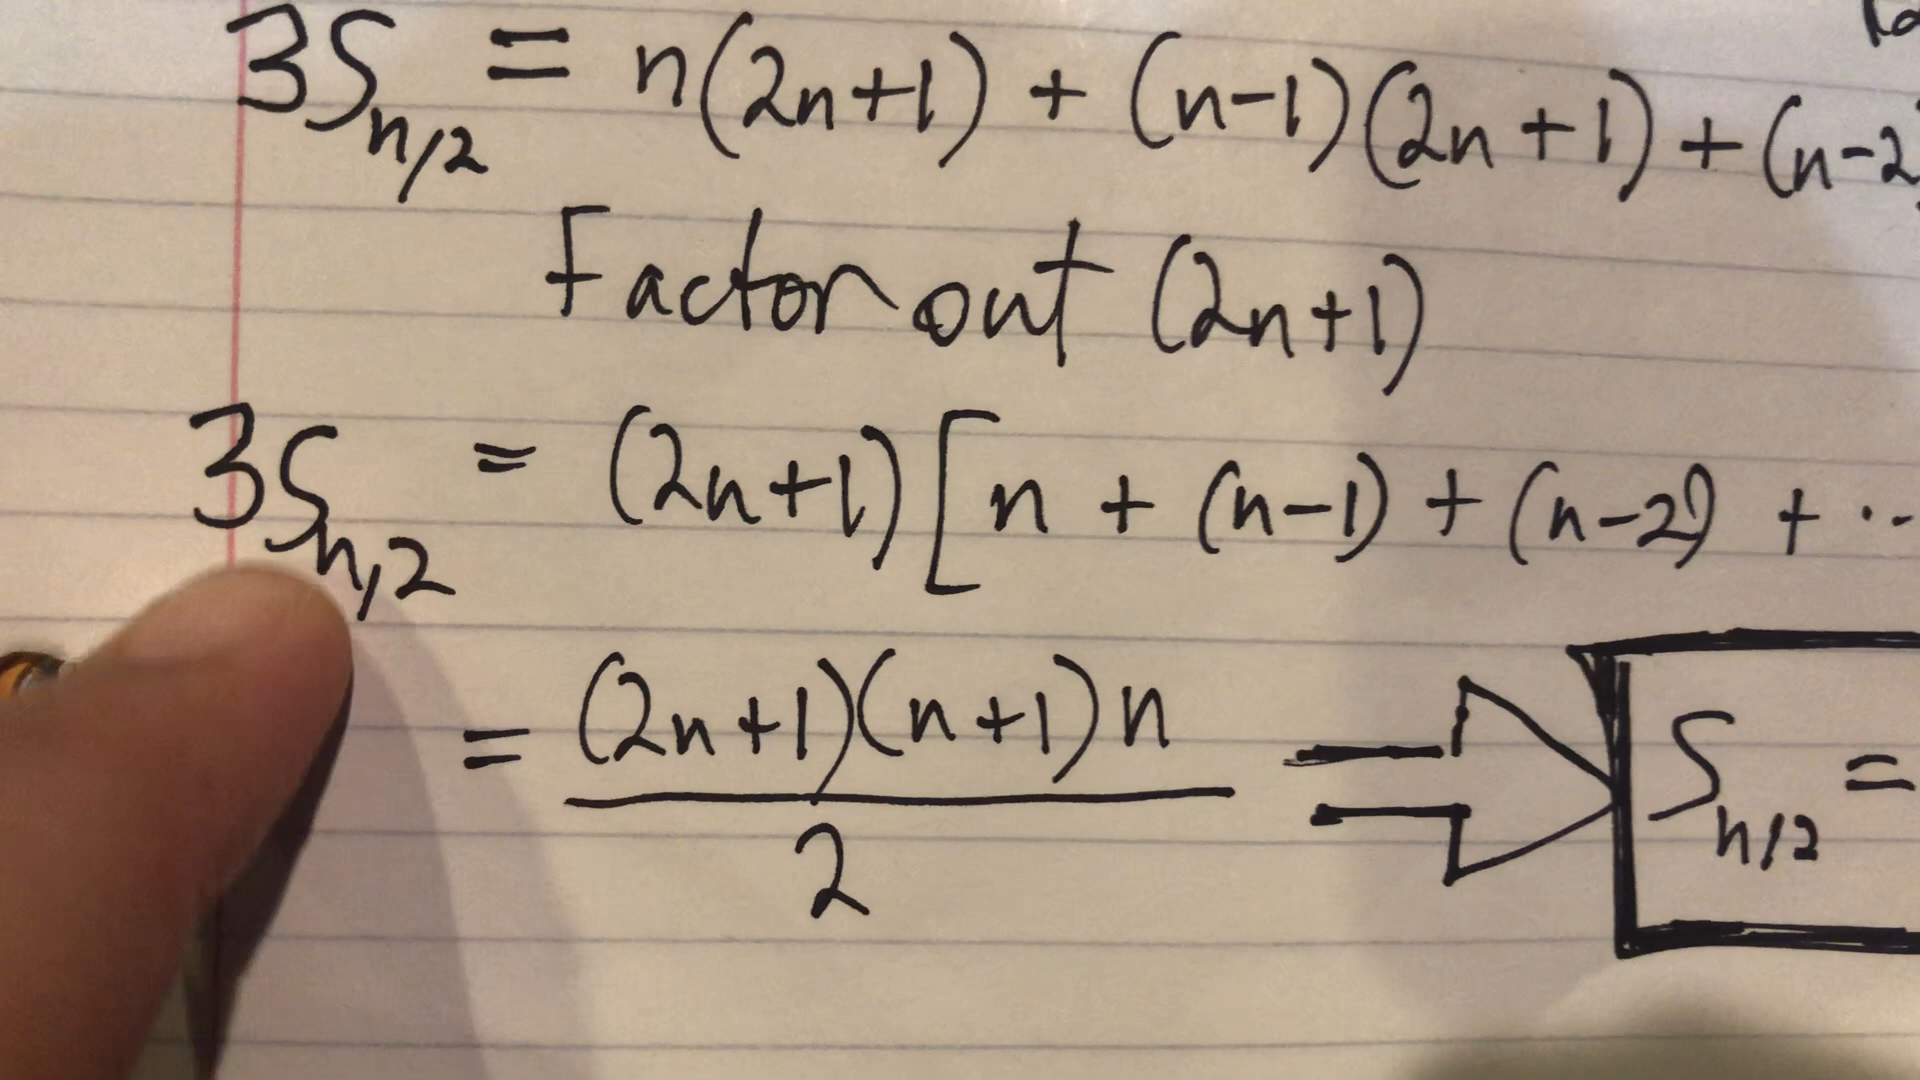 3S_{n,2} = n(2n+1) + (n-1)(2n+1) + (n-2
Factor out (2n+1)
3S_{n,2} = (2n+1)[n + (n-1) + (n-2) + ..
= \frac{(2n+1)(n+1)n}{2} ⇒ S_{n,2} =